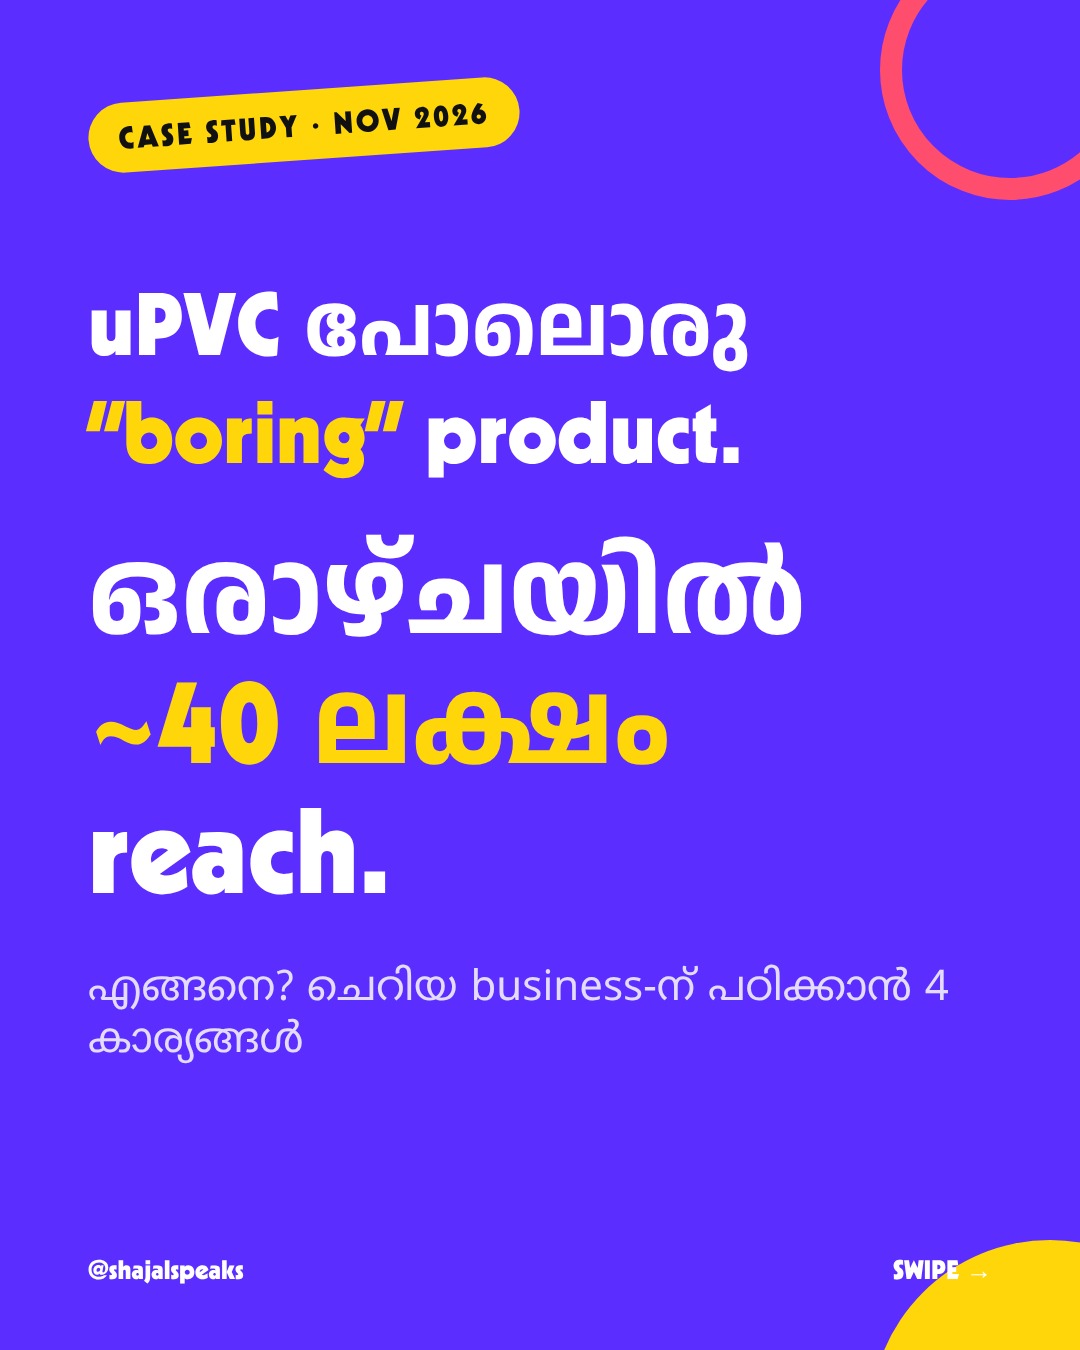 CASE STUDY · NOV 2026
uPVC പോലൊരു
“boring” product.
ഒരാഴ്ചയിൽ
~40 ലക്ഷം
reach.
എങ്ങനെ? ചെറിയ business-ന് പഠിക്കാൻ 4
കാര്യങ്ങൾ
@shajalspeaks
SWIPE →